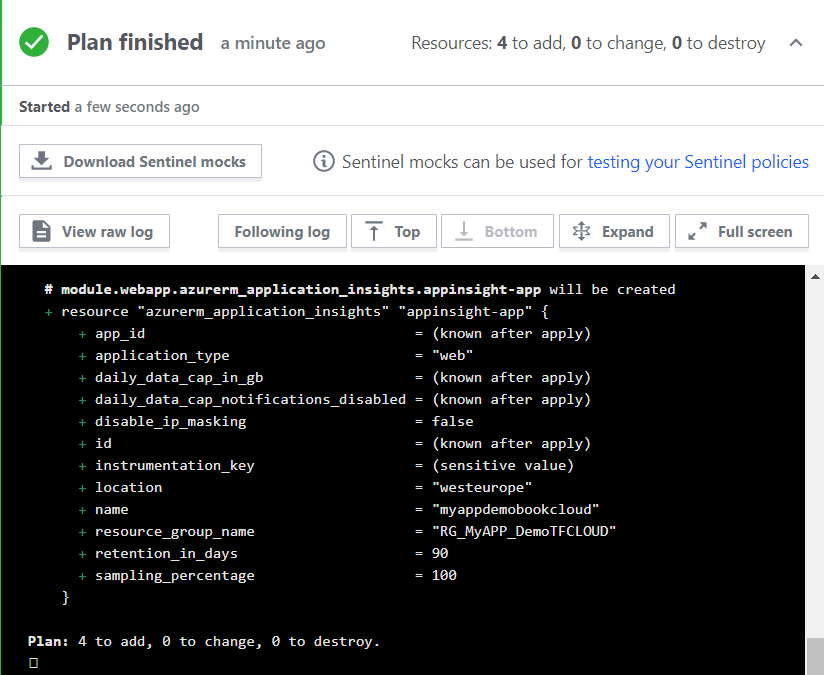 Plan finished a minute ago Resources: 4 to add, 0 to change, 0 to destroy
Started a few seconds ago
Download Sentinel mocks Sentinel mocks can be used for testing your Sentinel policies
View raw log Following log Top Bottom Expand Full screen
# module.webapp.azurerm_application_insights.appinsight-app will be created
+ resource "azurerm_application_insights" "appinsight-app" {
+ app_id = (known after apply)
+ application_type = "web"
+ daily_data_cap_in_gb = (known after apply)
+ daily_data_cap_notifications_disabled = (known after apply)
+ disable_ip_masking = false
+ id = (known after apply)
+ instrumentation_key = (sensitive value)
+ location = "westeurope"
+ name = "myappdemobookcloud"
+ resource_group_name = "RG_MyAPP_DemoTFCLOUD"
+ retention_in_days = 90
+ sampling_percentage = 100
}
Plan: 4 to add, 0 to change, 0 to destroy.